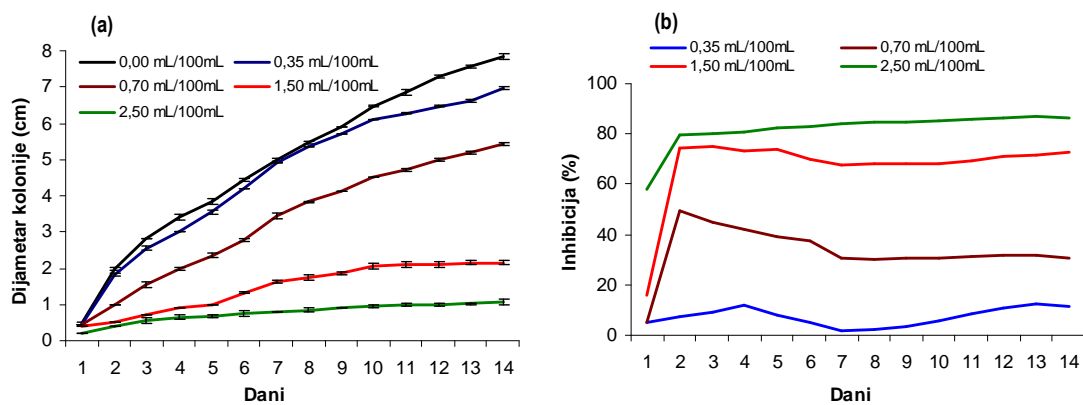 (a)
0,00 mL/100mL 0,35 mL/100mL
0,70 mL/100mL 1,50 mL/100mL
2,50 mL/100mL
Dijametar kolonije (cm)
8
7
6
5
4
3
2
1
0
1 2 3 4 5 6 7 8 9 10 11 12 13 14
Dani
(b)
0,35 mL/100mL 0,70 mL/100mL
1,50 mL/100mL 2,50 mL/100mL
Inhibicija (%)
100
80
60
40
20
0
1 2 3 4 5 6 7 8 9 10 11 12 13 14
Dani